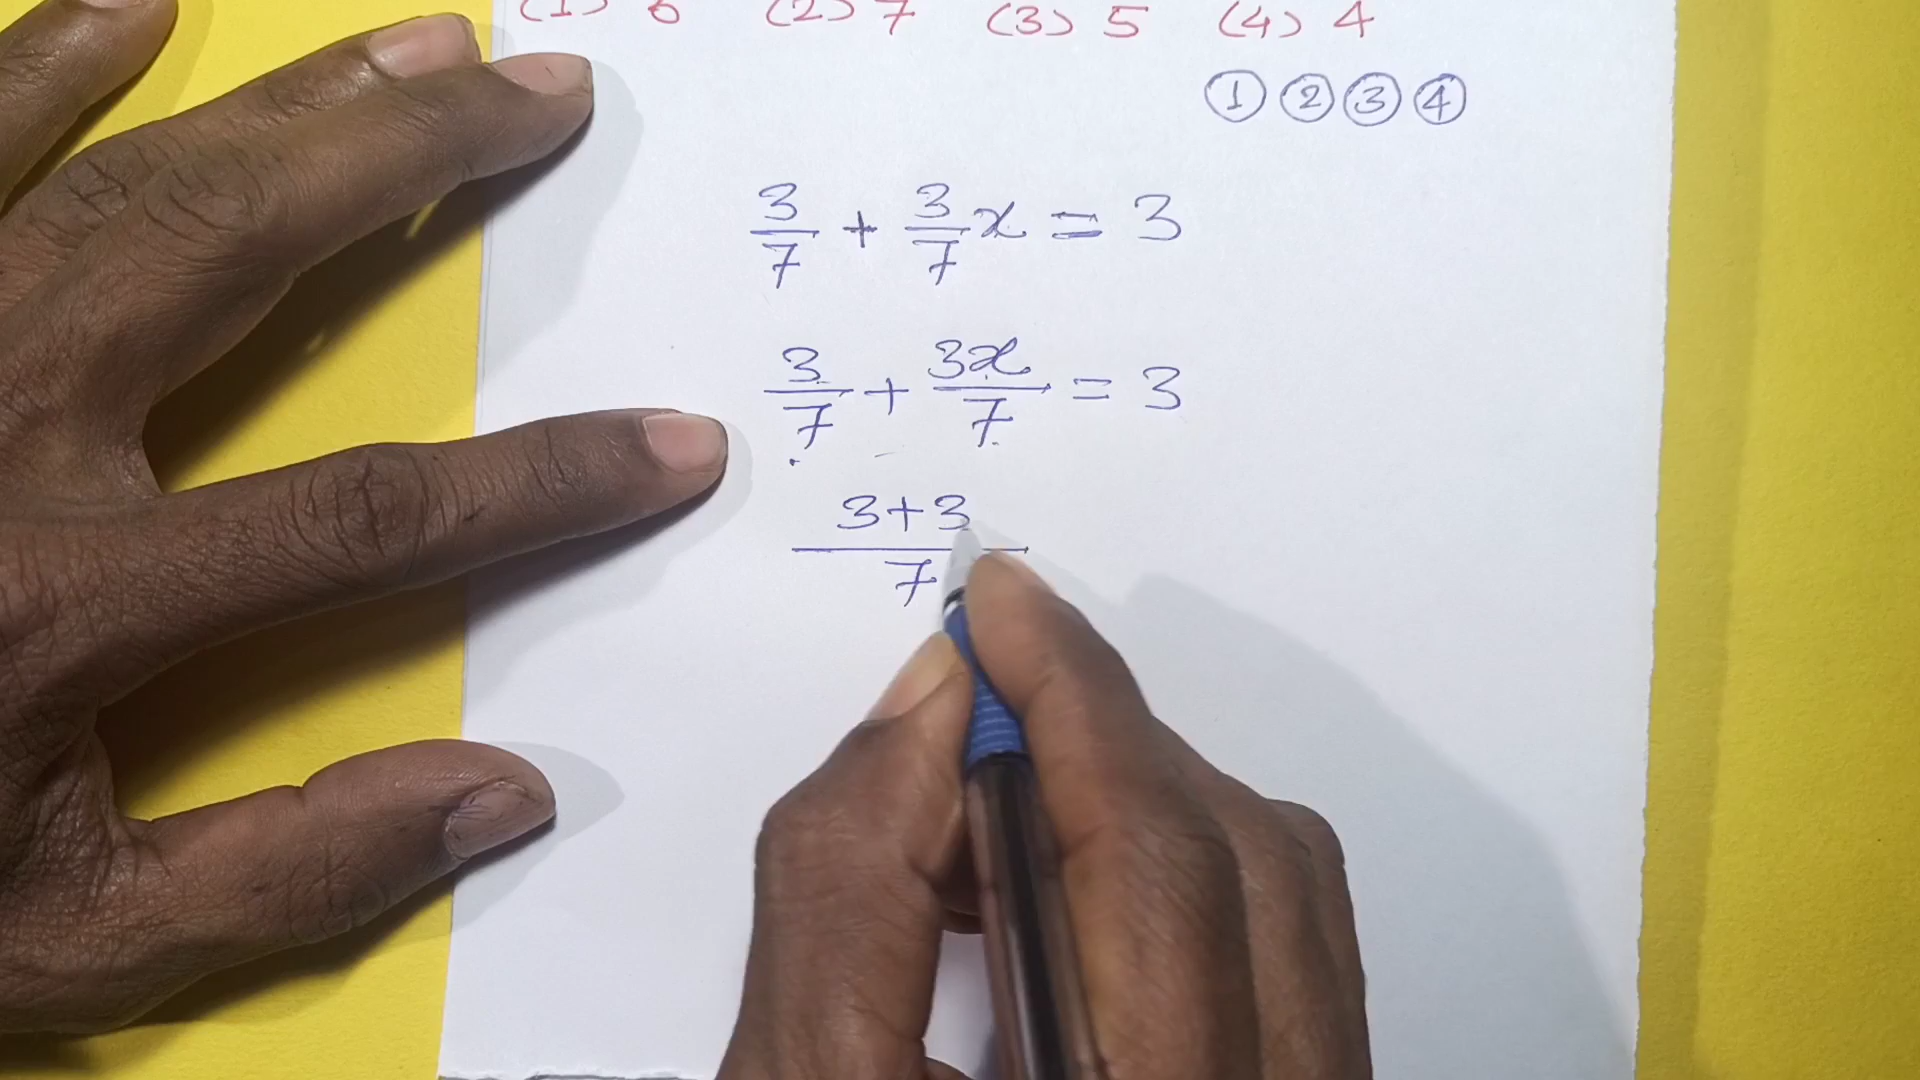 (1) 6 (2) 7 (3) 5 (4) 4
① ② ③ ④
3/7 + 3/7 x = 3
3/7 + 3x/7 = 3
3+3/7